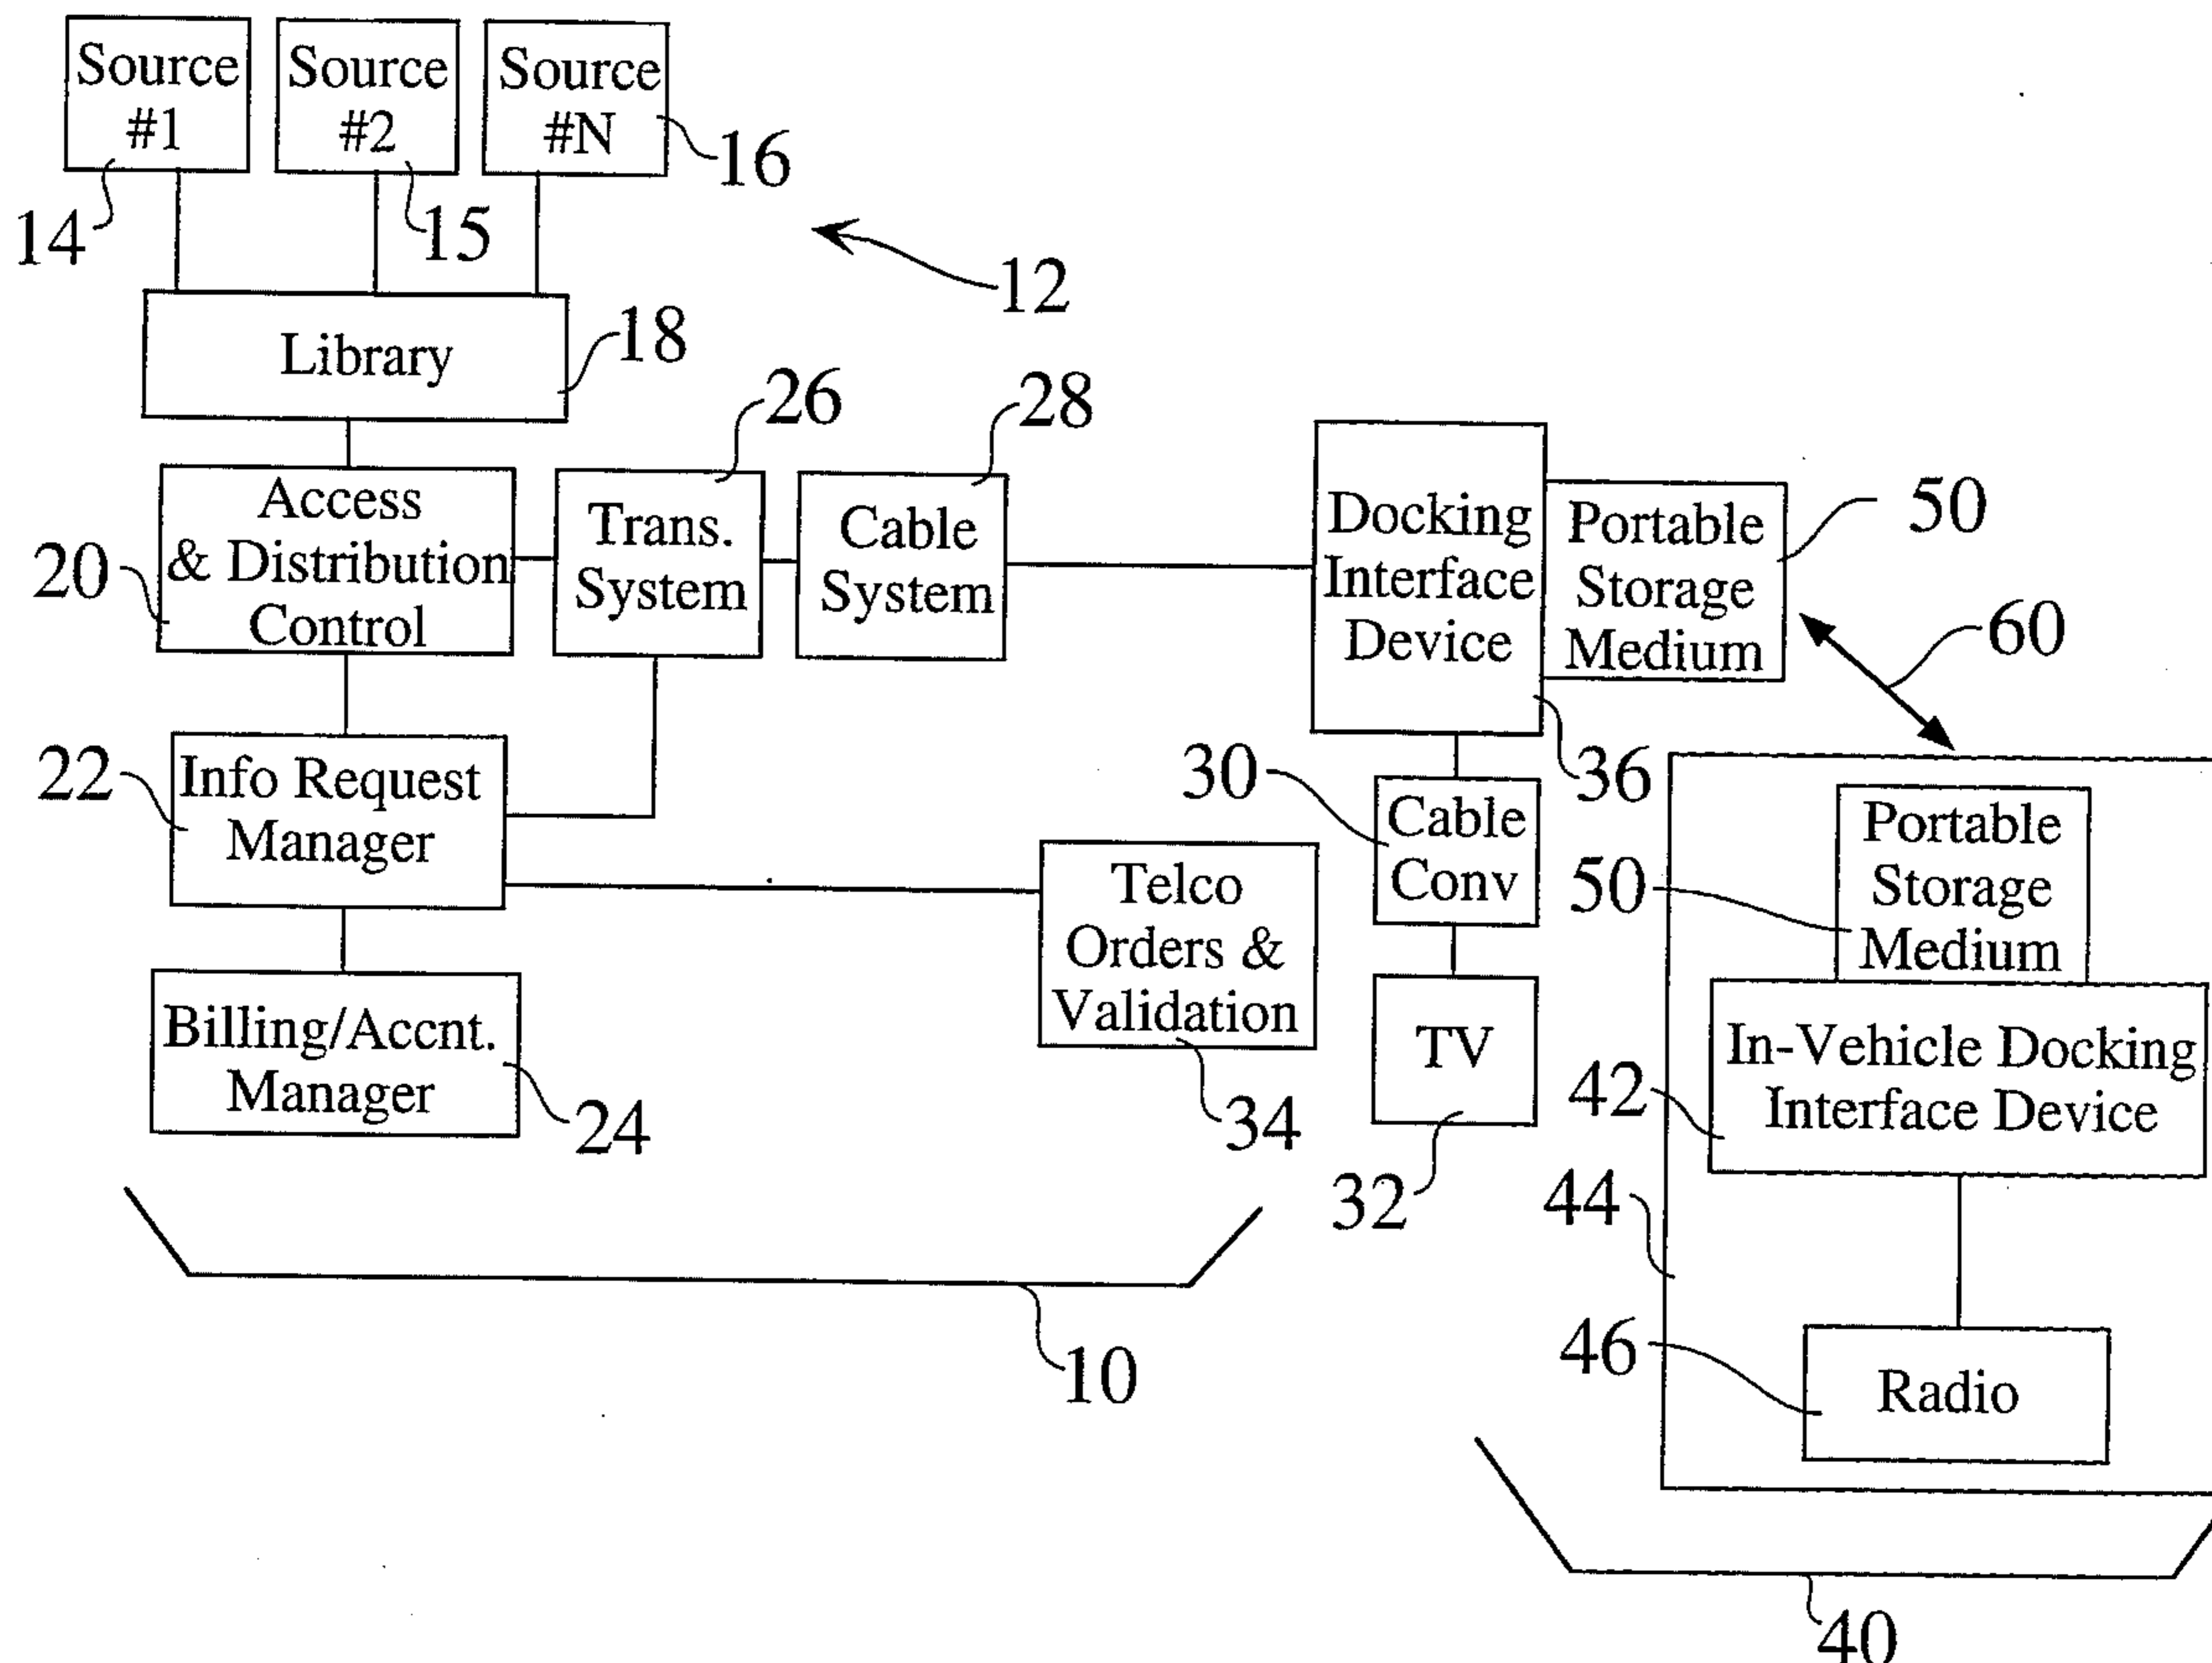 Source
#1
Source
#2
Source
#N
14
15
16
12
Library
18
26
28
Access
& Distribution
Control
20
Trans.
System
Cable
System
Docking
Interface
Device
Portable
Storage
Medium
50
60
36
22
Info Request
Manager
30
Cable
Conv
Telco
Orders &
Validation
34
TV
32
Billing/Accnt.
Manager
24
50
Portable
Storage
Medium
42
In-Vehicle Docking
Interface Device
44
46
Radio
10
40